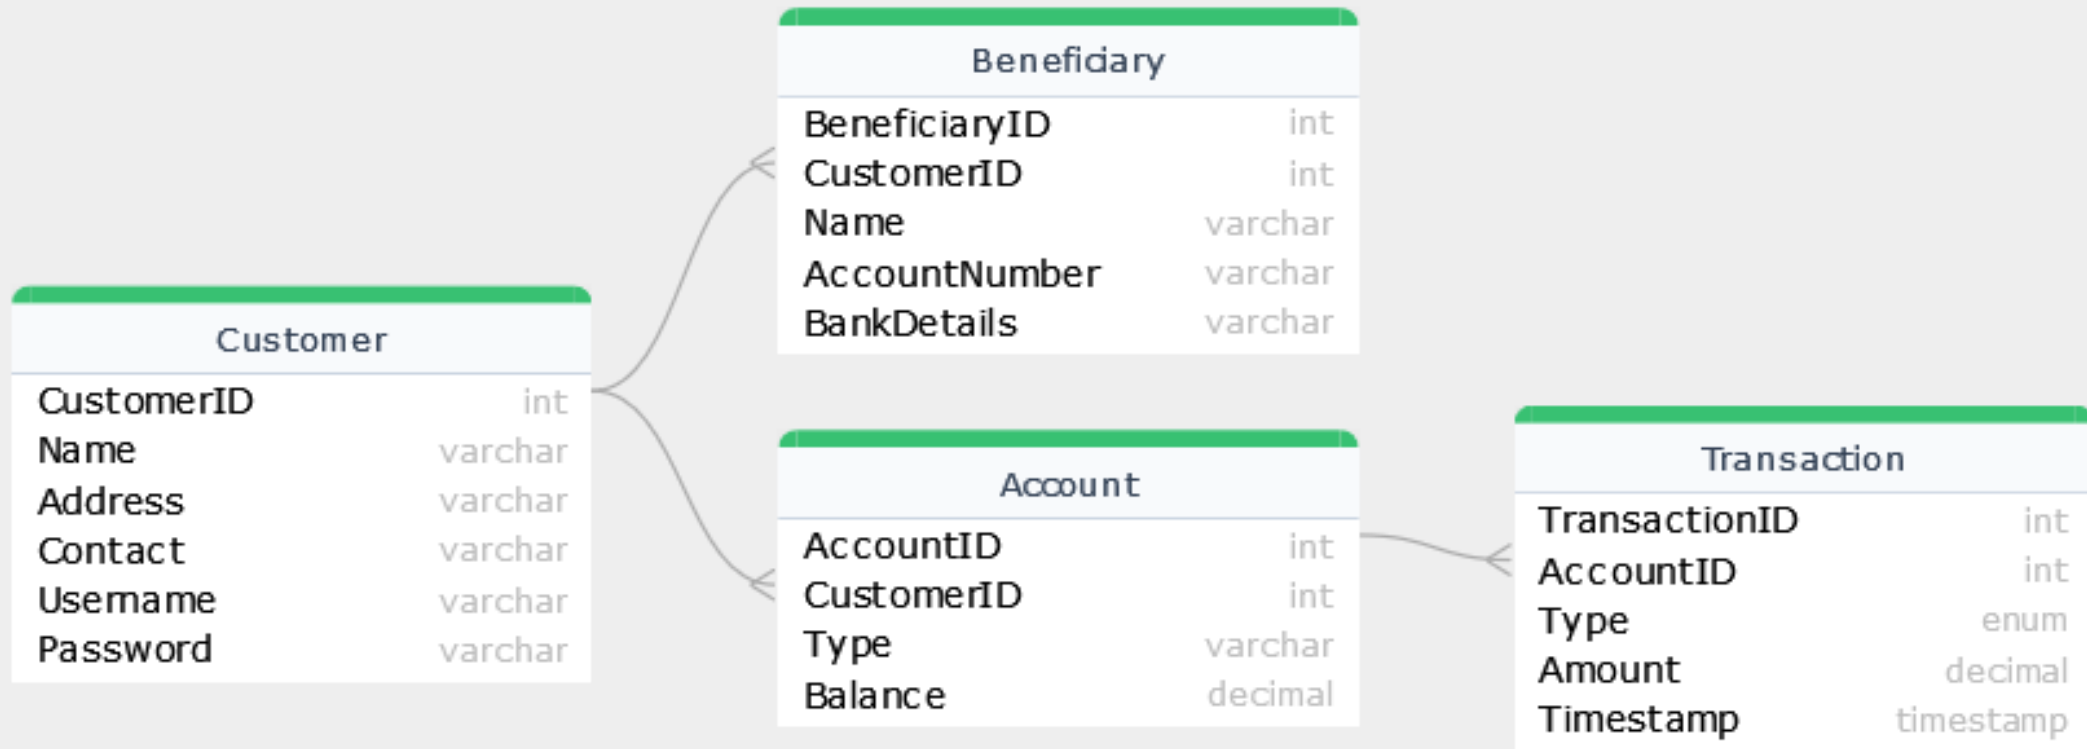 Beneficiary
BeneficiaryID int
CustomerID int
Name varchar
AccountNumber varchar
BankDetails varchar
Customer
CustomerID int
Name varchar
Address varchar
Contact varchar
Username varchar
Password varchar
Account
AccountID int
CustomerID int
Type varchar
Balance decimal
Transaction
TransactionID int
AccountID int
Type enum
Amount decimal
Timestamp timestamp